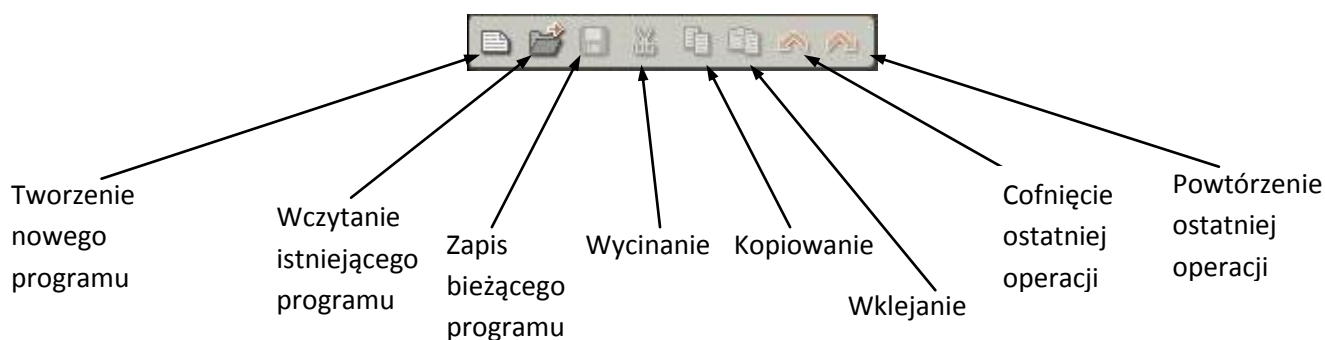 Tworzenie
nowego
programu
Wczytanie
istniejącego
programu
Zapis
bieżącego
programu
Wycinanie
Kopiowanie
Wklejanie
Cofnięcie
ostatniej
operacji
Powtórzenie
ostatniej
operacji